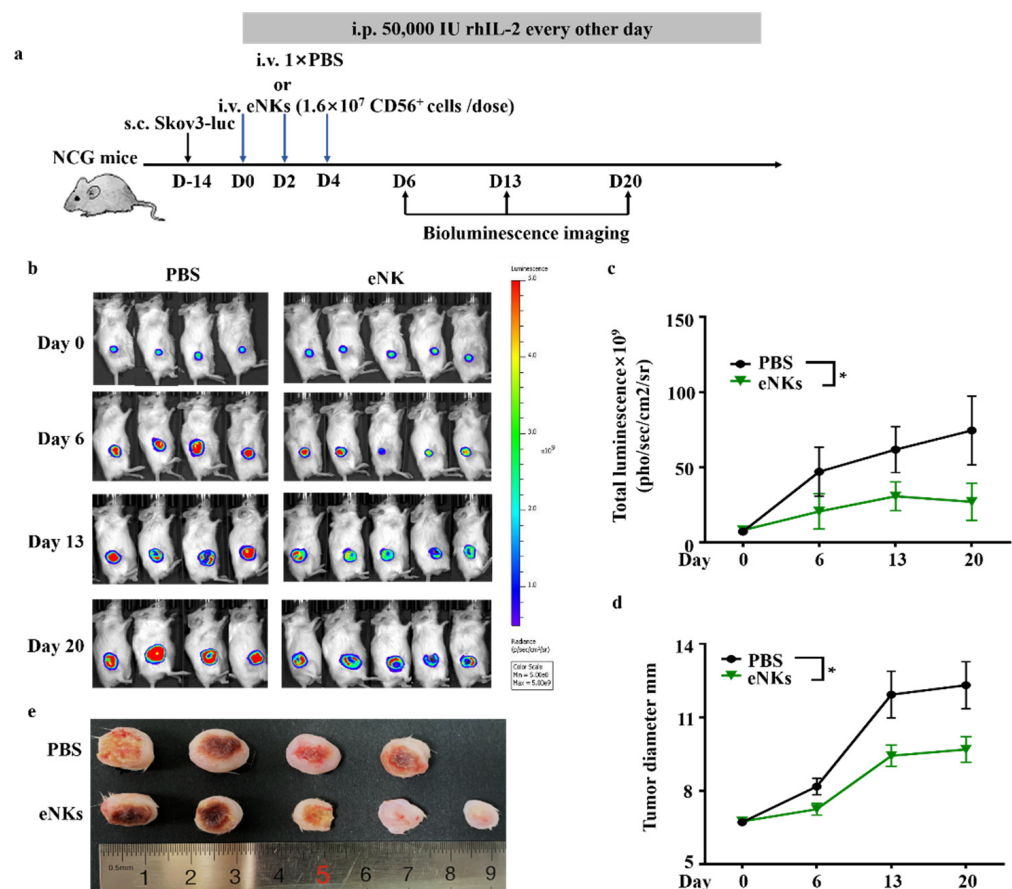 i.p. 50,000 IU rhIL-2 every other day
a
i.v. 1×PBS
or
i.v. eNKs (1.6×10⁷ CD56⁺ cells /dose)
s.c. Skov3-luc
NCG mice
D-14 D0 D2 D4 D6 D13 D20
Bioluminescence imaging
b
PBS eNK
Day 0
Day 6
Day 13
Day 20
Luminescence
5.0
4.0
3.0
x10⁹
2.0
1.0
Radiance
(p/sec/cm²/sr)
Color Scale
Min = 5.00e8
Max = 5.00e9
c
Total luminescence×10⁹
(pho/sec/cm2/sr)
150
100
50
0
PBS
eNKs
*
Day 0 6 13 20
d
Tumor diameter mm
14
11
8
5
PBS
eNKs
*
Day 0 6 13 20
e
PBS
eNKs
0.5mm
1 2 3 4 5 6 7 8 9